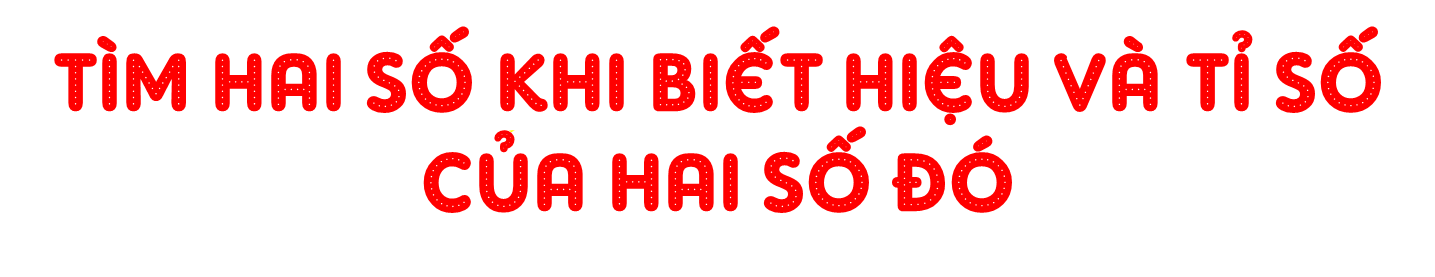 TÌM HAI SỐ KHI BIẾT HIỆU VÀ TỈ SỐ
CỦA HAI SỐ ĐÓ